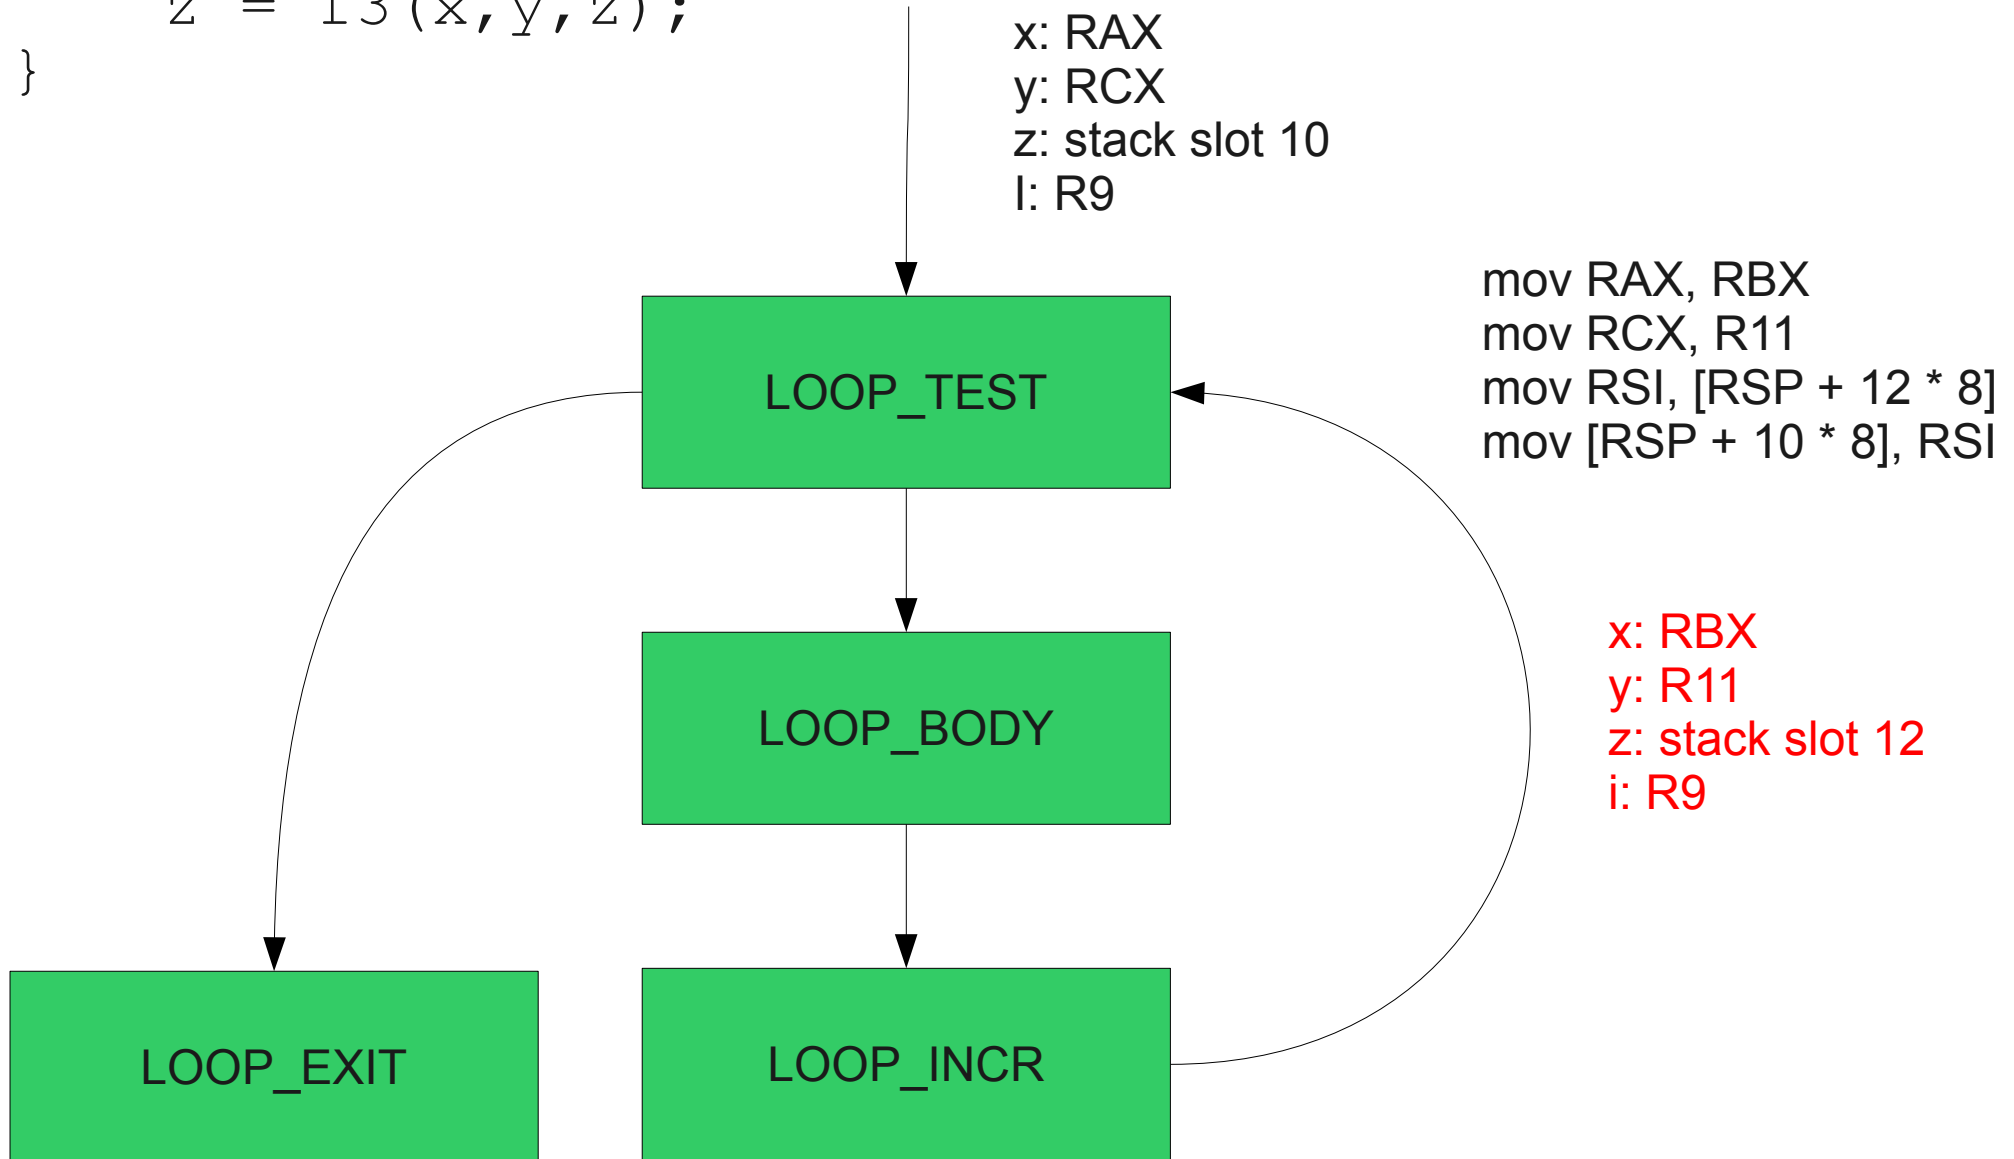 z = f3(x,y,z);
}
x: RAX
y: RCX
z: stack slot 10
I: R9
mov RAX, RBX
mov RCX, R11
mov RSI, [RSP + 12 * 8]
mov [RSP + 10 * 8], RSI
LOOP_TEST
LOOP_BODY
x: RBX
y: R11
z: stack slot 12
i: R9
LOOP_EXIT
LOOP_INCR